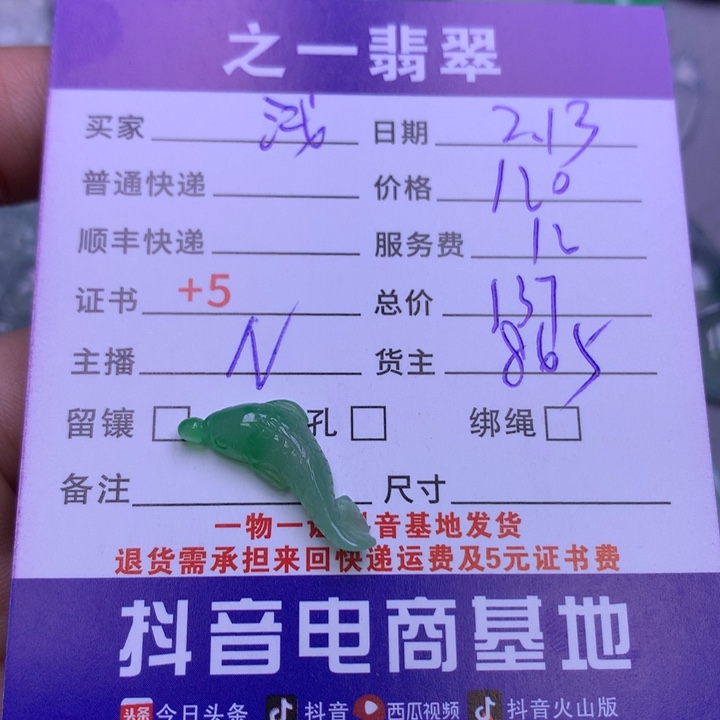 之一翡翠
买家 浅 日期 2.13
普通快递 价格 120
顺丰快递 服务费 12
证书 +5 总价 137
主播 N 货主 865
留镶 孔 绑绳
备注 尺寸
一物一证 抖音基地发货
退货需承担来回快递运费及5元证书费
抖音电商基地
头条 今日头条 抖音 西瓜视频 抖音火山版